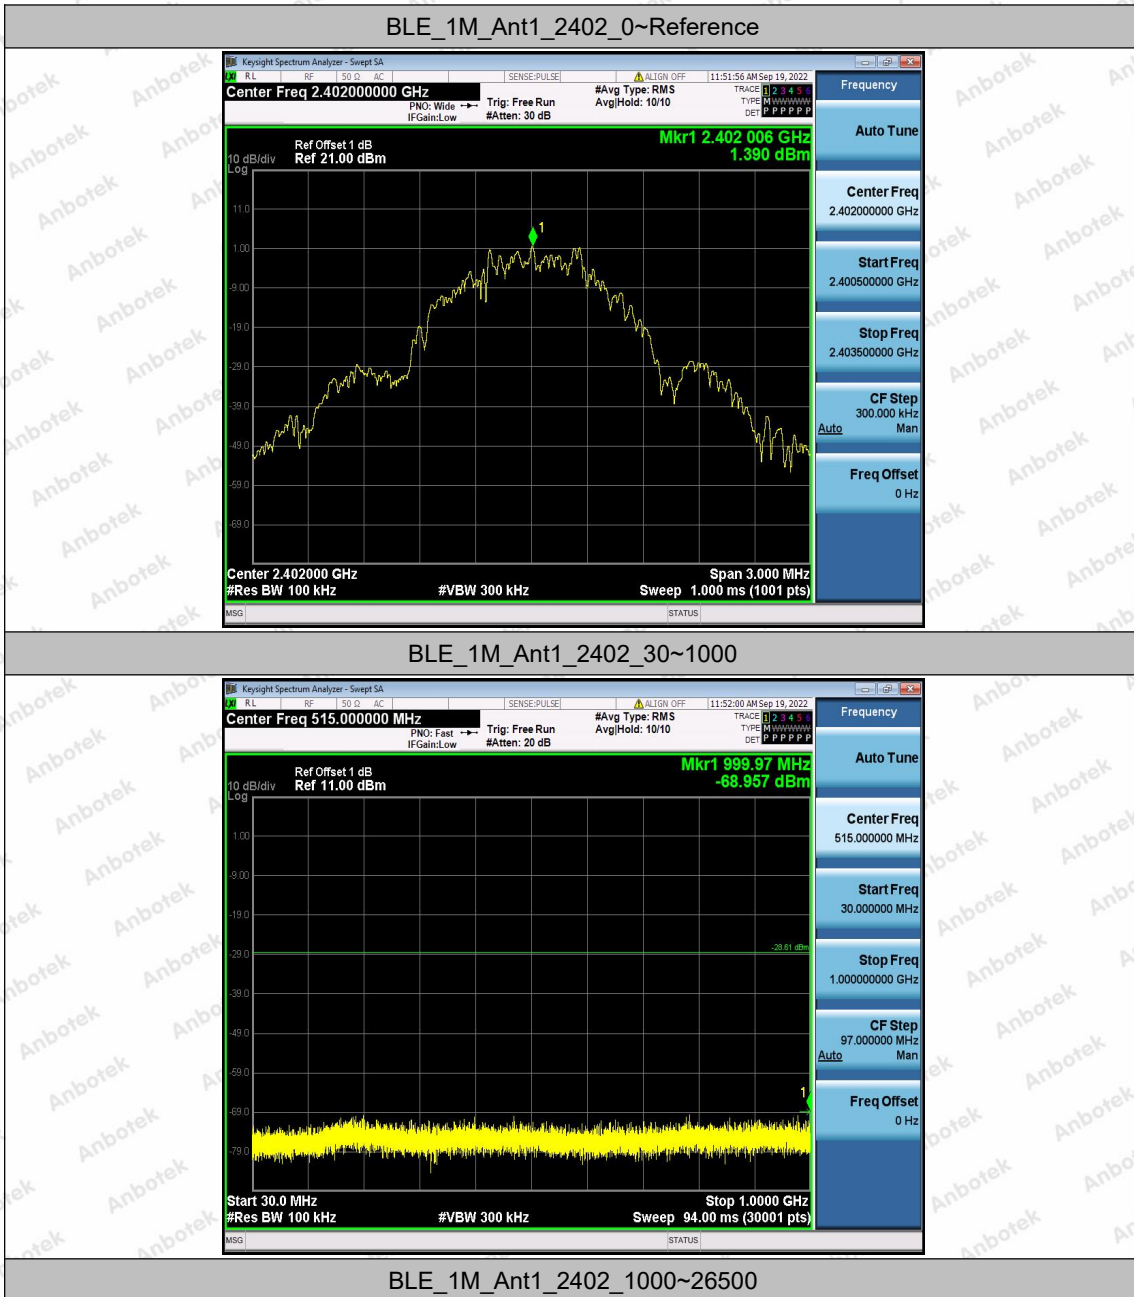 BLE_1M_Ant1_2402_0~Reference
Keysight Spectrum Analyzer - Swept SA
LXI RL RF 50 Ω AC SENSE:PULSE ALIGN OFF 11:51:56 AM Sep 19, 2022
Center Freq 2.402000000 GHz #Avg Type: RMS TRACE 1 2 3 4 5 6
PNO: Wide Trig: Free Run Avg|Hold: 10/10 TYPE M WWWWW
IFGain:Low #Atten: 30 dB DET P P P P P P
Frequency
Mkr1 2.402 006 GHz
1.390 dBm
Ref Offset 1 dB
10 dB/div Ref 21.00 dBm
Log
11.0
1.00
-9.00
-19.0
-29.0
-39.0
-49.0
-59.0
-69.0
1
Center 2.402000 GHz Span 3.000 MHz
#Res BW 100 kHz #VBW 300 kHz Sweep 1.000 ms (1001 pts)
MSG STATUS
Auto Tune
Center Freq
2.402000000 GHz
Start Freq
2.400500000 GHz
Stop Freq
2.403500000 GHz
CF Step
300.000 kHz
Auto Man
Freq Offset
0 Hz
BLE_1M_Ant1_2402_30~1000
Keysight Spectrum Analyzer - Swept SA
LXI RL RF 50 Ω AC SENSE:PULSE ALIGN OFF 11:52:00 AM Sep 19, 2022
Center Freq 515.000000 MHz #Avg Type: RMS TRACE 1 2 3 4 5 6
PNO: Fast Trig: Free Run Avg|Hold: 10/10 TYPE M WWWWW
IFGain:Low #Atten: 20 dB DET P P P P P P
Frequency
Mkr1 999.97 MHz
-68.957 dBm
Ref Offset 1 dB
10 dB/div Ref 11.00 dBm
Log
1.00
-9.00
-19.0
-29.0
-39.0
-49.0
-59.0
-69.0
-79.0
-28.61 dBm
1
Start 30.0 MHz Stop 1.0000 GHz
#Res BW 100 kHz #VBW 300 kHz Sweep 94.00 ms (30001 pts)
MSG STATUS
Auto Tune
Center Freq
515.000000 MHz
Start Freq
30.000000 MHz
Stop Freq
1.000000000 GHz
CF Step
97.000000 MHz
Auto Man
Freq Offset
0 Hz
BLE_1M_Ant1_2402_1000~26500
Anbotek